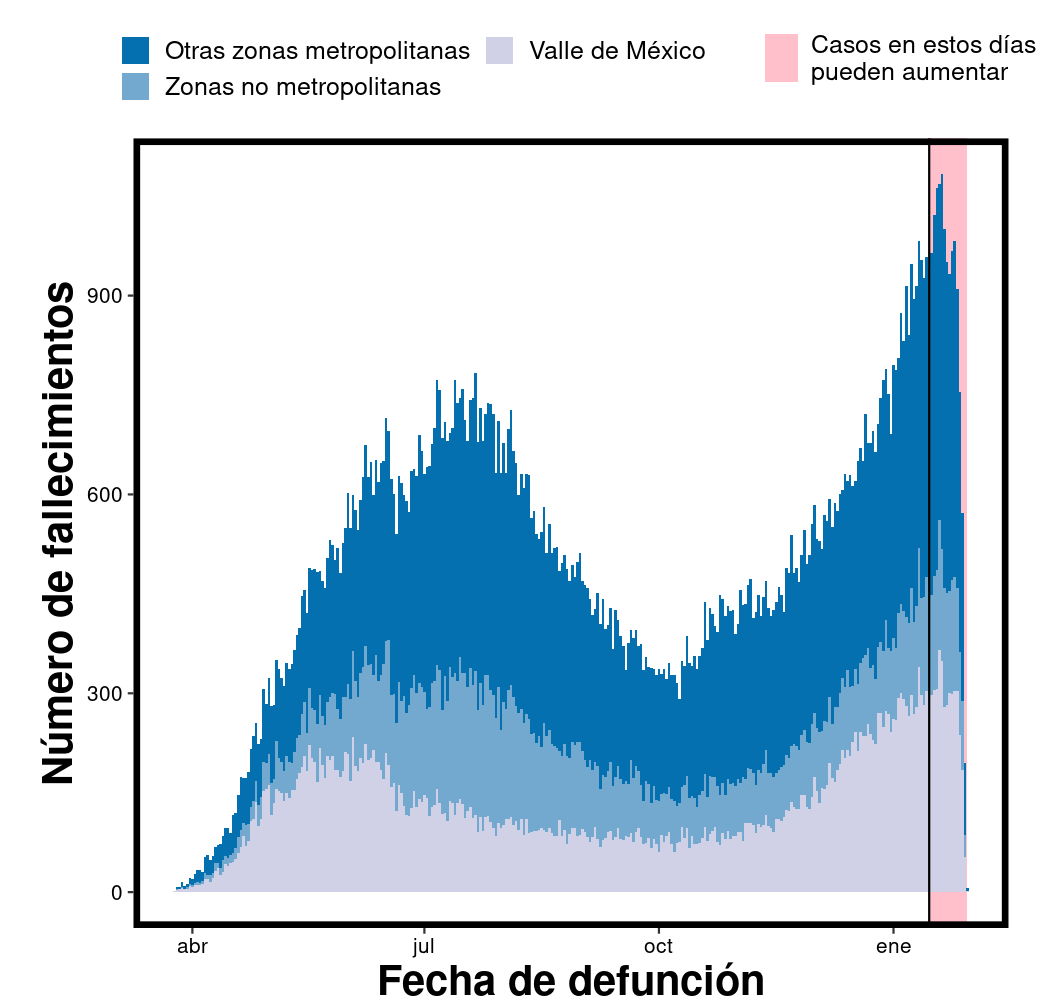 Otras zonas metropolitanas
Valle de México
Zonas no metropolitanas
Casos en estos días
pueden aumentar
Número de fallecimientos
900
600
300
0
abr
jul
oct
ene
Fecha de defunción